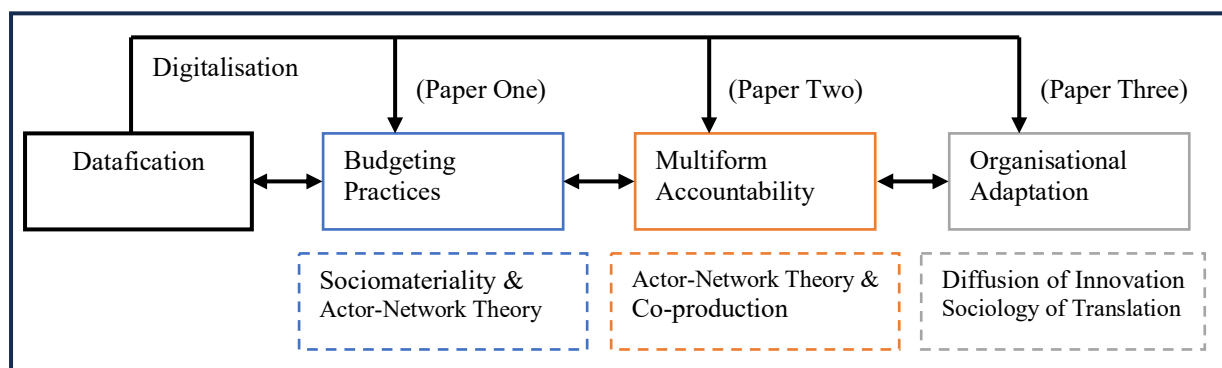 Digitalisation
(Paper One)
(Paper Two)
(Paper Three)
Datafication
Budgeting
Practices
Multiform
Accountability
Organisational
Adaptation
Sociomateriality &
Actor-Network Theory
Actor-Network Theory &
Co-production
Diffusion of Innovation
Sociology of Translation